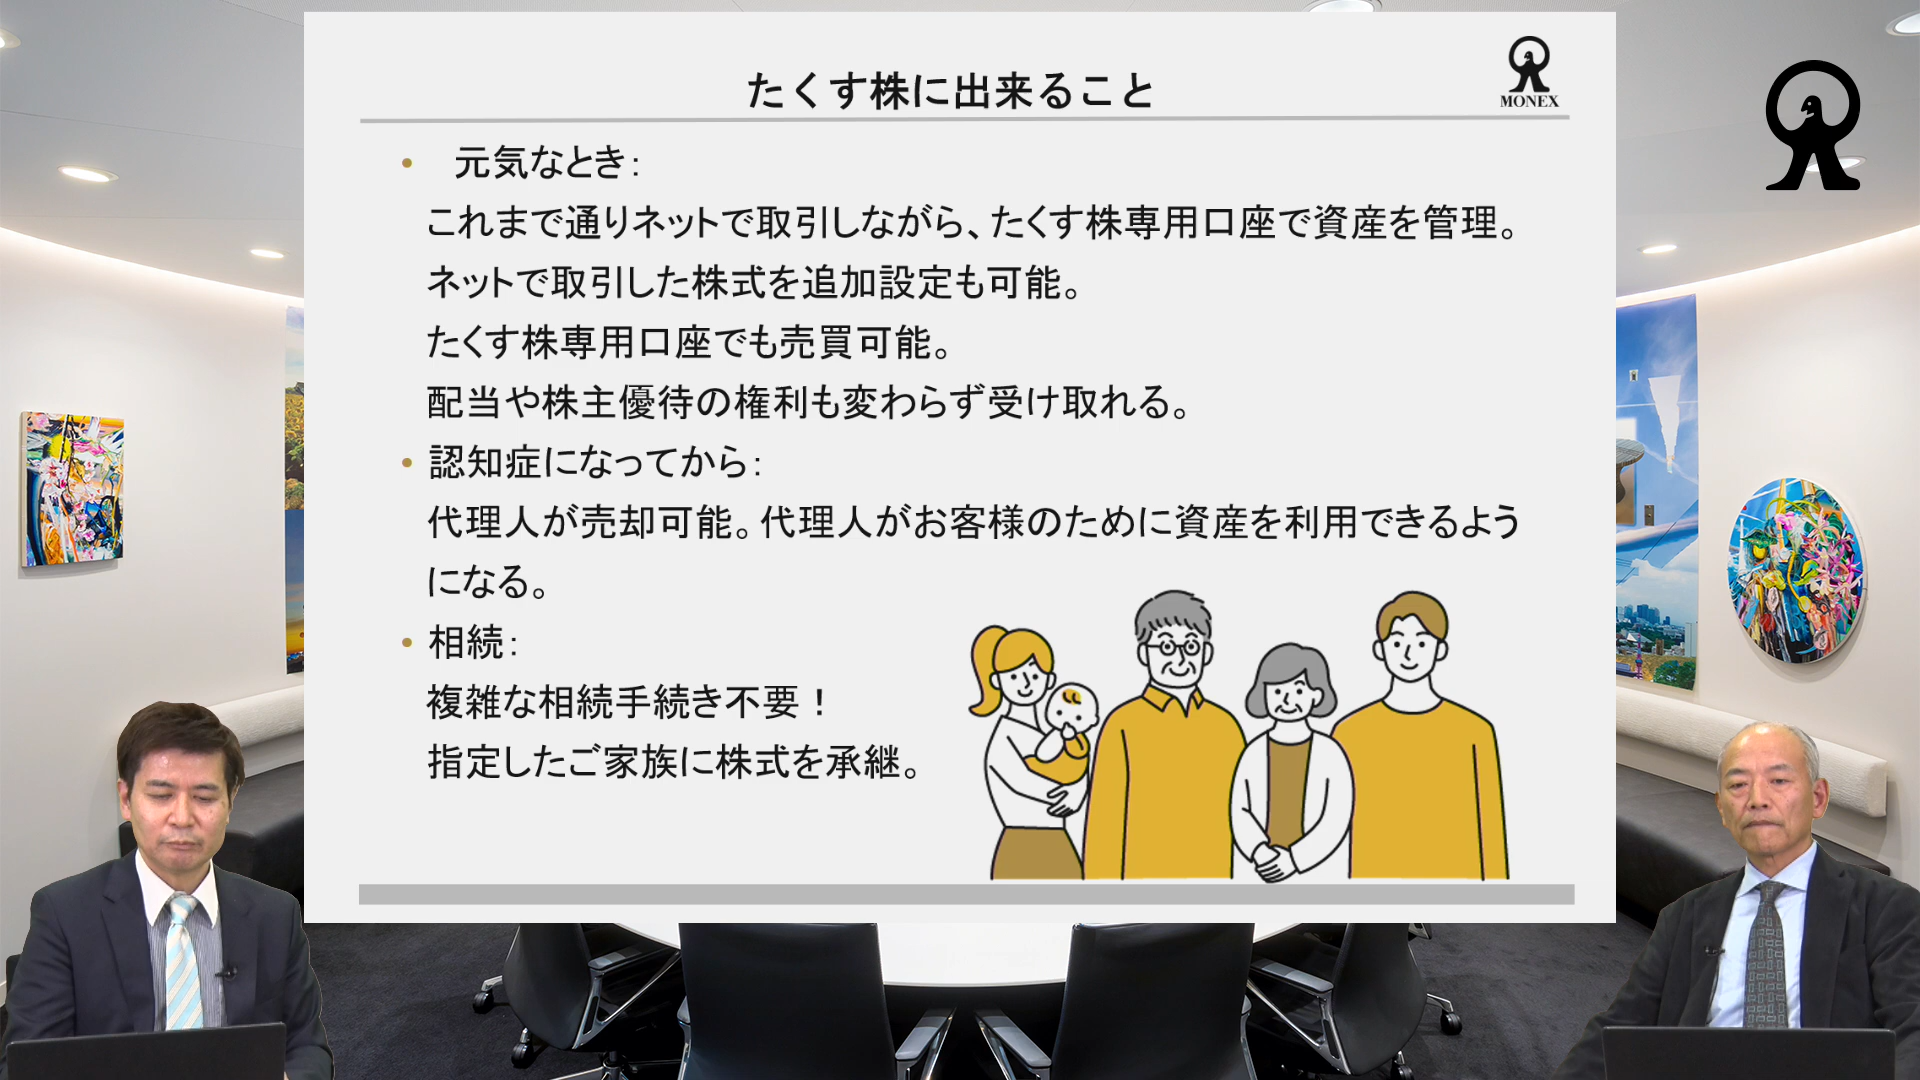 たくす株に出来ること
MONEX
• 元気なとき：
これまで通りネットで取引しながら、たくす株専用口座で資産を管理。
ネットで取引した株式を追加設定も可能。
たくす株専用口座でも売買可能。
配当や株主優待の権利も変わらず受け取れる。
• 認知症になってから：
代理人が売却可能。代理人がお客様のために資産を利用できるよう
になる。
• 相続：
複雑な相続手続き不要！
指定したご家族に株式を承継。